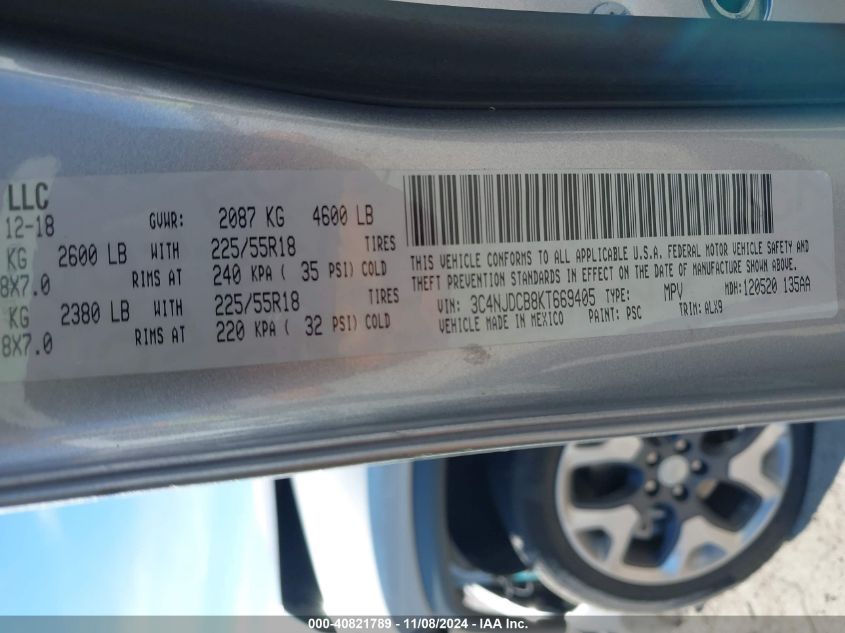 LLC
12-18 GVWR: 2087 KG 4600 LB
KG 2600 LB WITH 225/55R18 TIRES
8X7.0 RIMS AT 240 KPA ( 35 PSI) COLD
KG 2380 LB WITH 225/55R18 TIRES
8X7.0 RIMS AT 220 KPA ( 32 PSI) COLD
THIS VEHICLE CONFORMS TO ALL APPLICABLE U.S.A. FEDERAL MOTOR VEHICLE SAFETY AND
THEFT PREVENTION STANDARDS IN EFFECT ON THE DATE OF MANUFACTURE SHOWN ABOVE.
VIN: 3C4NJDCB8KT669405 TYPE: MPV MDH: 120520 135AA
VEHICLE MADE IN MEXICO PAINT: PSC TRIM: ALX9
000-40821789 - 11/08/2024 - IAA Inc.